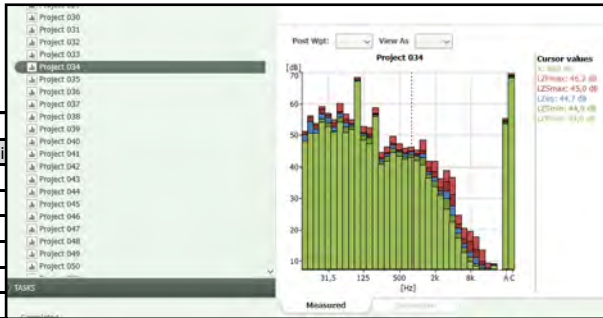 Project 030
Project 031
Project 032
Project 033
Project 034
Project 035
Project 036
Project 037
Project 038
Project 039
Project 040
Project 041
Project 042
Project 043
Project 044
Project 045
Project 046
Project 047
Project 048
Project 049
Project 050
TASKS
Post Wgt:
View As
Project 034
[dB]
70
60
50
40
30
20
10
31,5 125 500 2k 8k A C
[Hz]
Measured
Cursor values
LZFmax: 46,2 dB
LZSmax: 45,0 dB
LZeq: 44,7 dB